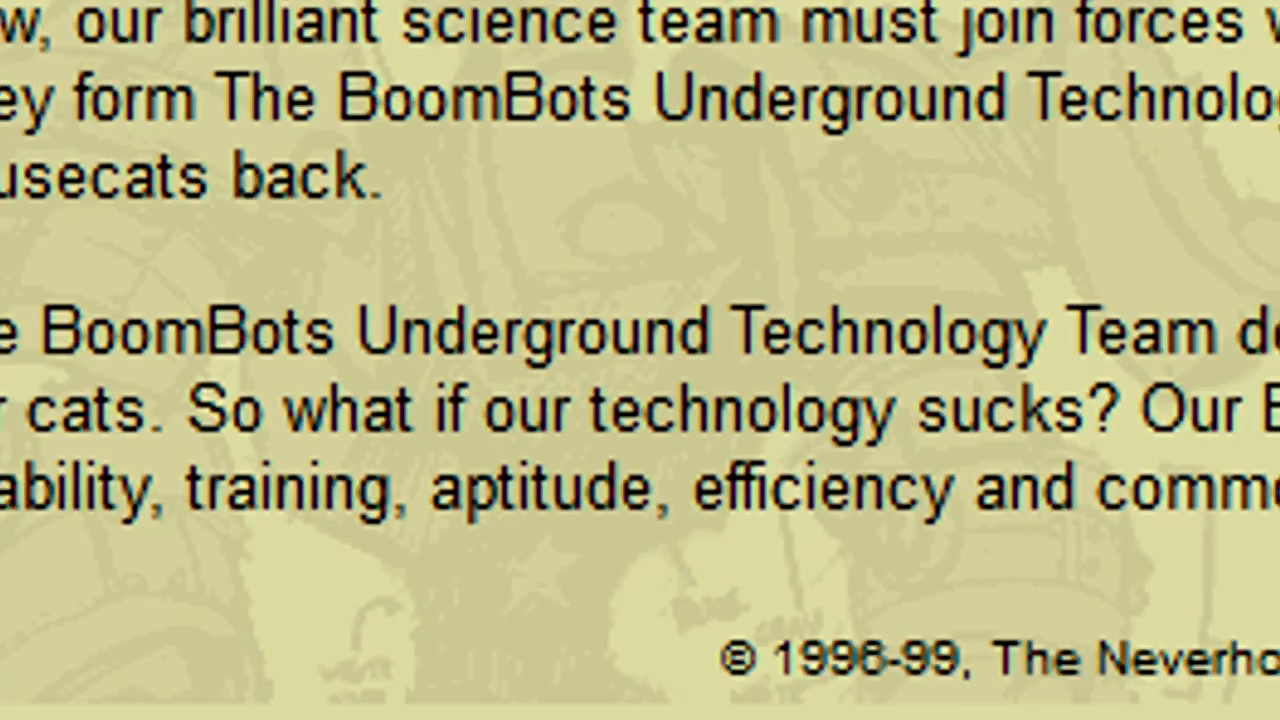 w, our brilliant science team must join forces w
ey form The BoomBots Underground Technolog
usecats back.
e BoomBots Underground Technology Team de
r cats. So what if our technology sucks? Our B
ability, training, aptitude, efficiency and comme
© 1996-99, The Neverho